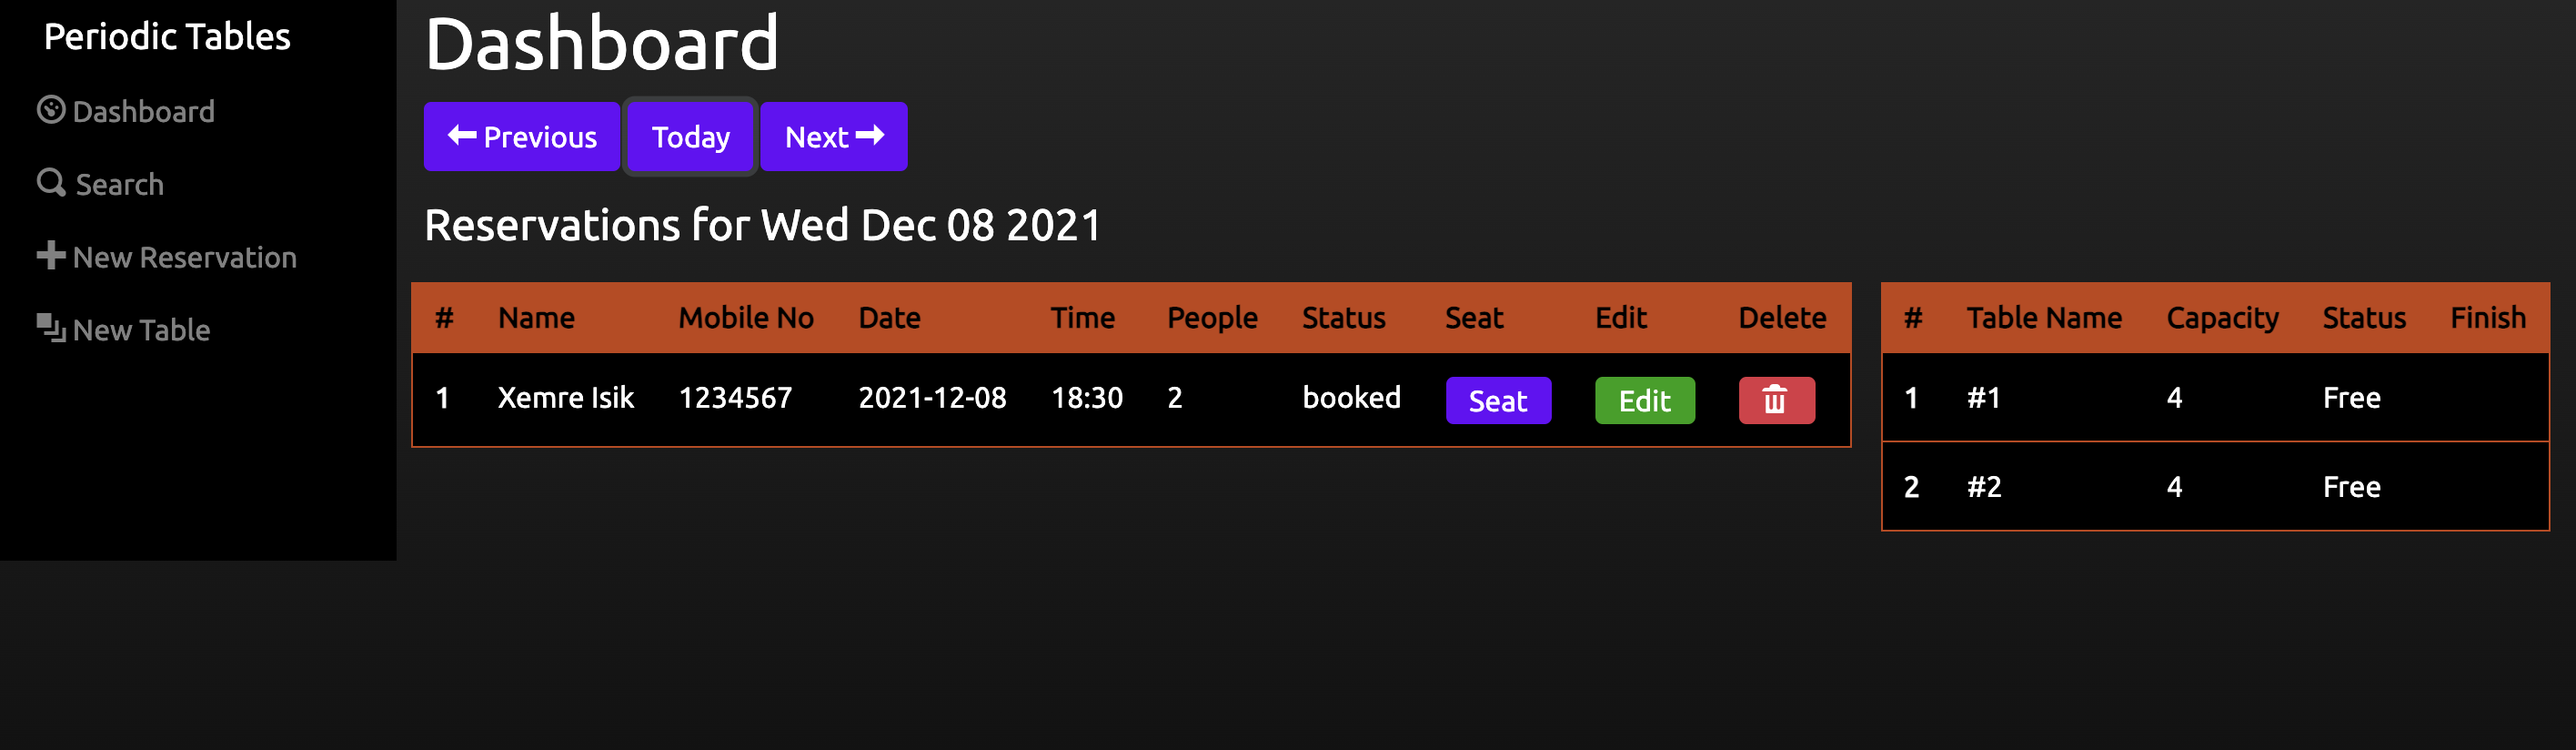 Periodic Tables
Dashboard
Search
New Reservation
New Table
Dashboard
Previous Today Next
Reservations for Wed Dec 08 2021
# Name Mobile No Date Time People Status Seat Edit Delete
1 Xemre Isik 1234567 2021-12-08 18:30 2 booked Seat Edit
# Table Name Capacity Status Finish
1 #1 4 Free
2 #2 4 Free